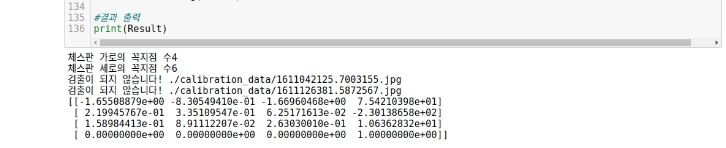 134
135 #결과 출력
136 print(Result)
체스판 가로의 꼭지점 수4
체스판 세로의 꼭지점 수6
검출이 되지 않습니다! ./calibration_data/1611042125.7003155.jpg
검출이 되지 않습니다! ./calibration_data/1611126381.5872567.jpg
[[-1.65508879e+00 -8.30549410e-01 -1.66960468e+00 7.54210398e+01]
[ 2.19945767e-01 3.35109547e-01 6.25171613e-02 -2.30138658e+02]
[ 1.58984413e-01 8.91112207e-02 2.63030010e-01 1.06362832e+01]
[ 0.00000000e+00 0.00000000e+00 0.00000000e+00 1.00000000e+00]]